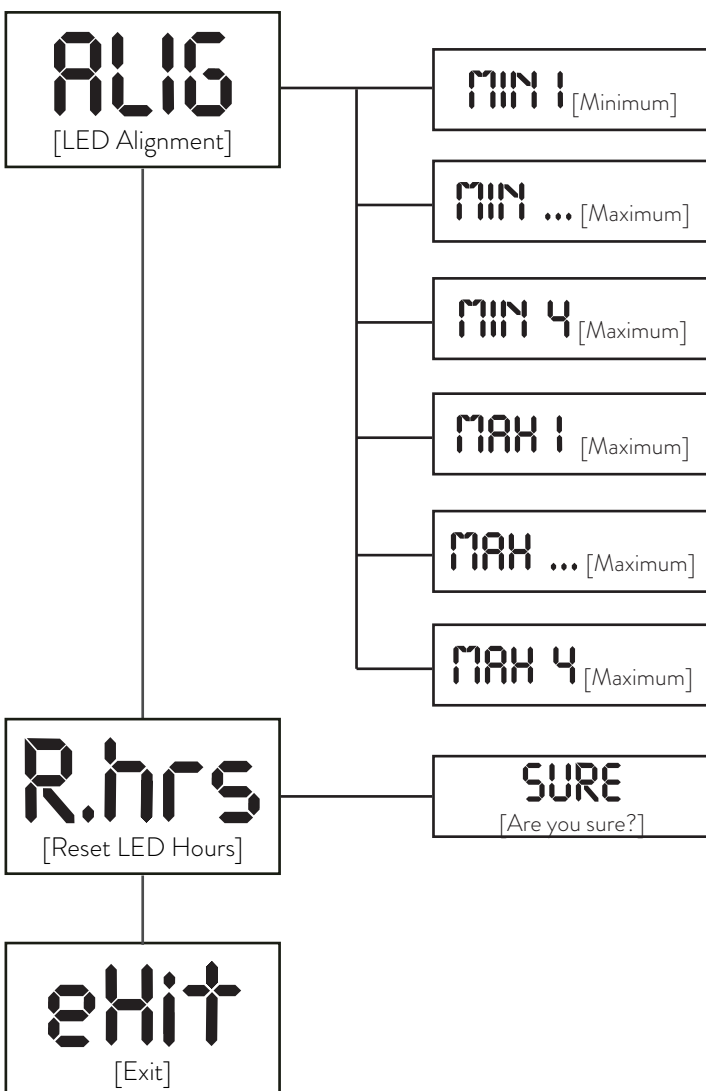 ALIG
[LED Alignment]
MIN 1 [Minimum]
MIN ... [Maximum]
MIN 4 [Maximum]
MAX 1 [Maximum]
MAX ... [Maximum]
MAX 4 [Maximum]
R.hrs
[Reset LED Hours]
SURE
[Are you sure?]
eXit
[Exit]